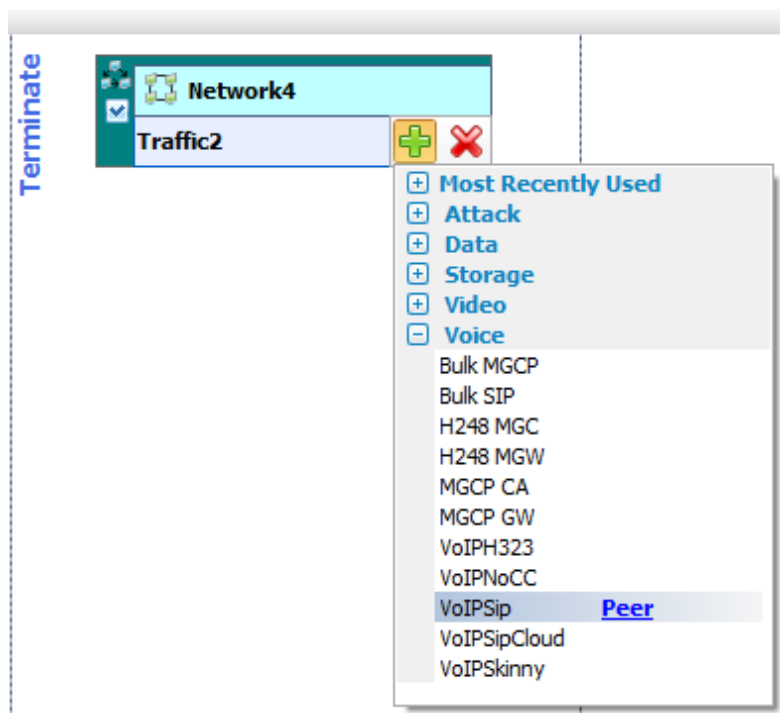 Terminate
Network4
Traffic2
Most Recently Used
Attack
Data
Storage
Video
Voice
Bulk MGCP
Bulk SIP
H248 MGC
H248 MGW
MGCP CA
MGCP GW
VoIPH323
VoIPNoCC
VoIPSip Peer
VoIPSipCloud
VoIPSkinny